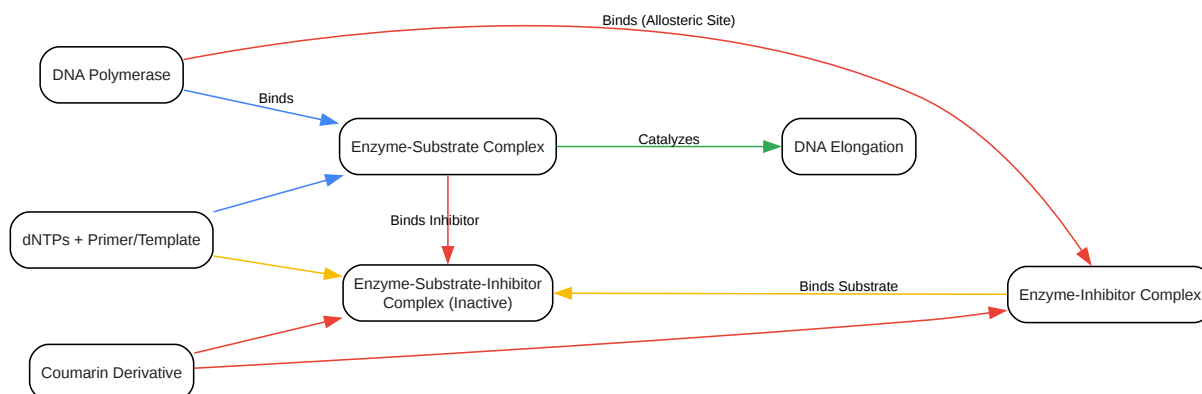 Binds (Allosteric Site)
DNA Polymerase
Binds
Enzyme-Substrate Complex
Catalyzes
DNA Elongation
Binds Inhibitor
dNTPs + Primer/Template
Enzyme-Substrate-Inhibitor
Complex (Inactive)
Binds Substrate
Enzyme-Inhibitor Complex
Coumarin Derivative